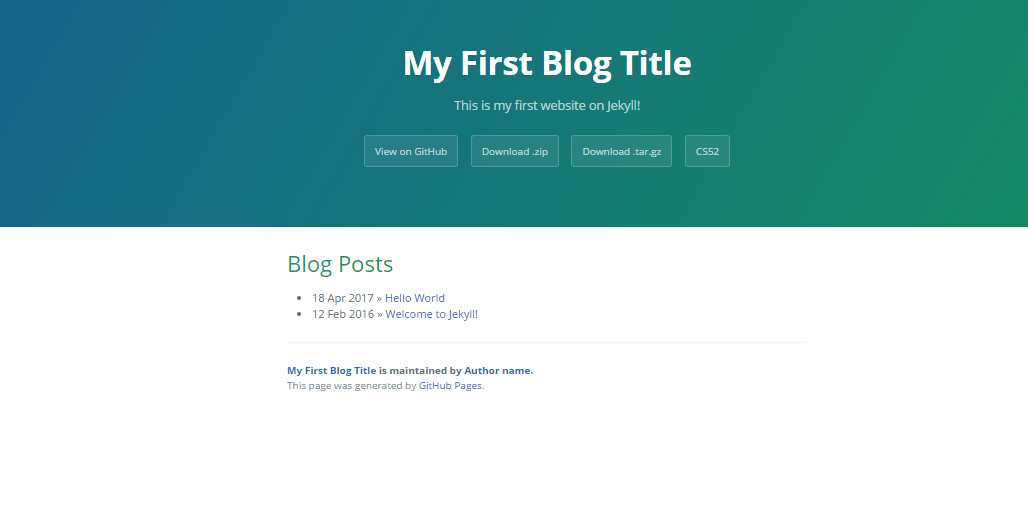 My First Blog Title
This is my first website on Jekyll!
View on GitHub Download .zip Download .tar.gz CS52
Blog Posts
18 Apr 2017 » Hello World
12 Feb 2016 » Welcome to Jekyll!
My First Blog Title is maintained by Author name.
This page was generated by GitHub Pages.